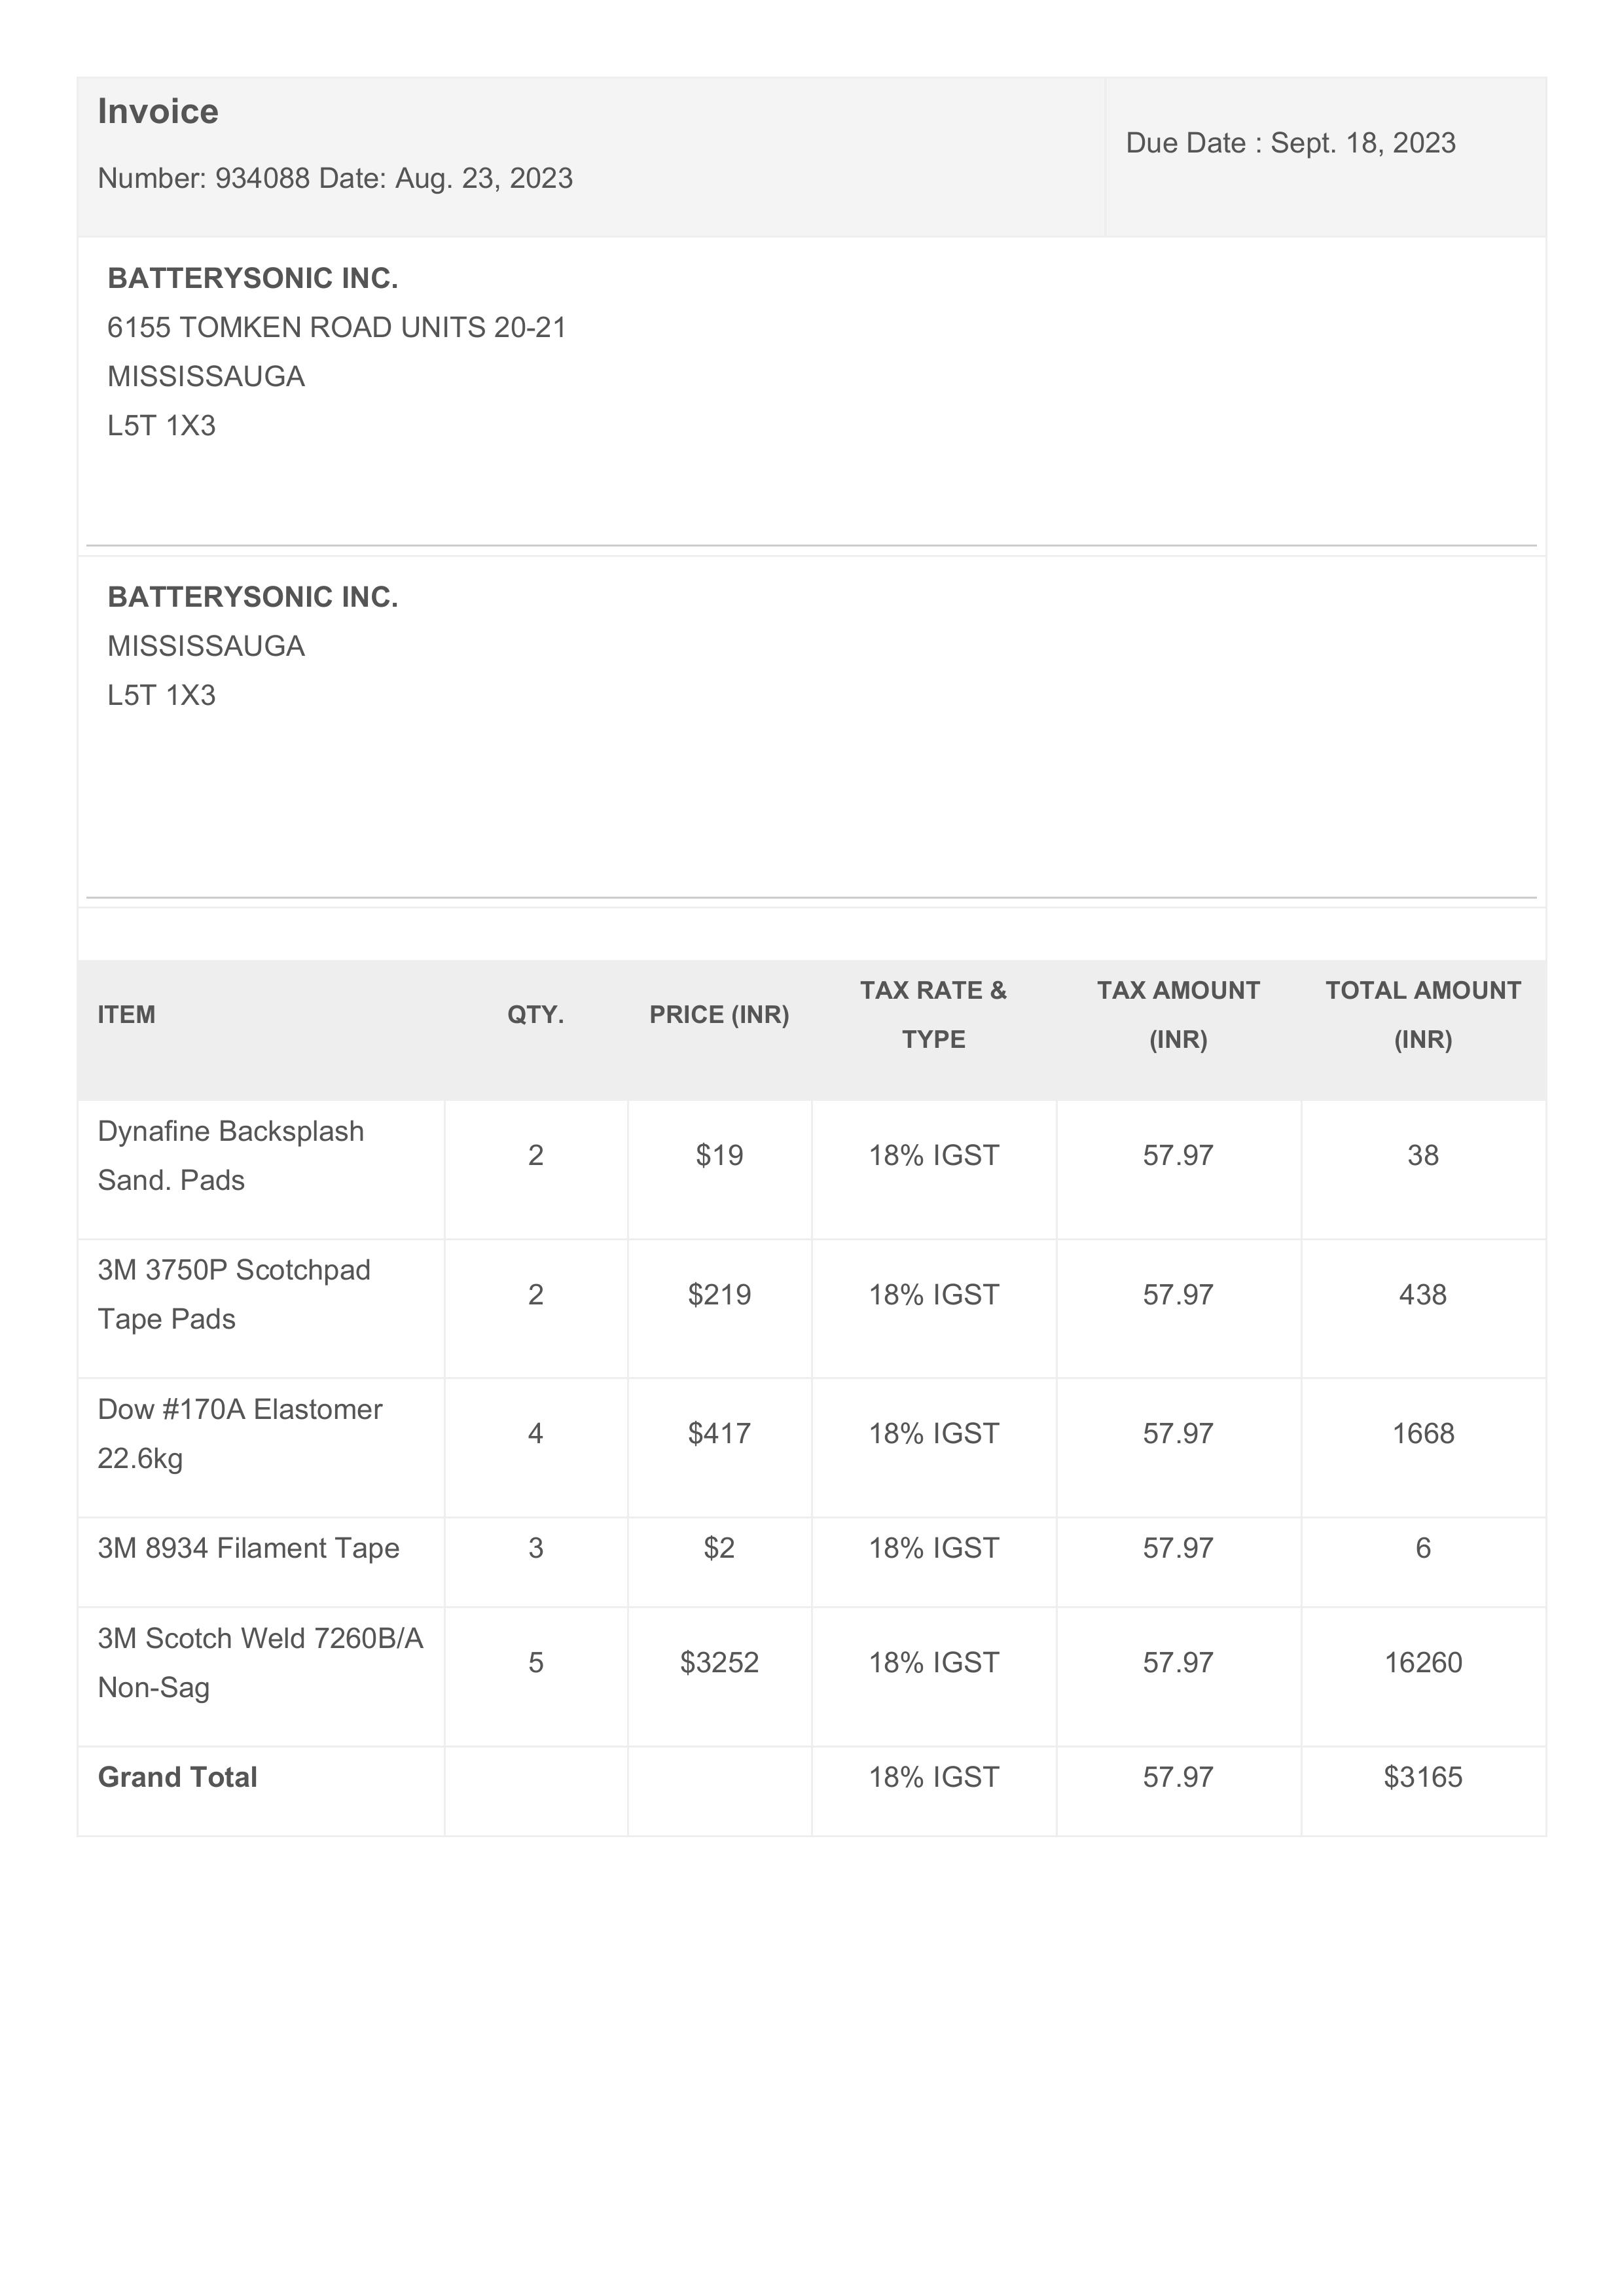 Invoice
Number: 934088 Date: Aug. 23, 2023
Due Date : Sept. 18, 2023
BATTERYSONIC INC.
6155 TOMKEN ROAD UNITS 20-21
MISSISSAUGA
L5T 1X3
BATTERYSONIC INC.
MISSISSAUGA
L5T 1X3
ITEM QTY. PRICE (INR) TAX RATE & TYPE TAX AMOUNT (INR) TOTAL AMOUNT (INR)
Dynafine Backsplash Sand. Pads 2 $19 18% IGST 57.97 38
3M 3750P Scotchpad Tape Pads 2 $219 18% IGST 57.97 438
Dow #170A Elastomer 22.6kg 4 $417 18% IGST 57.97 1668
3M 8934 Filament Tape 3 $2 18% IGST 57.97 6
3M Scotch Weld 7260B/A Non-Sag 5 $3252 18% IGST 57.97 16260
Grand Total 18% IGST 57.97 $3165